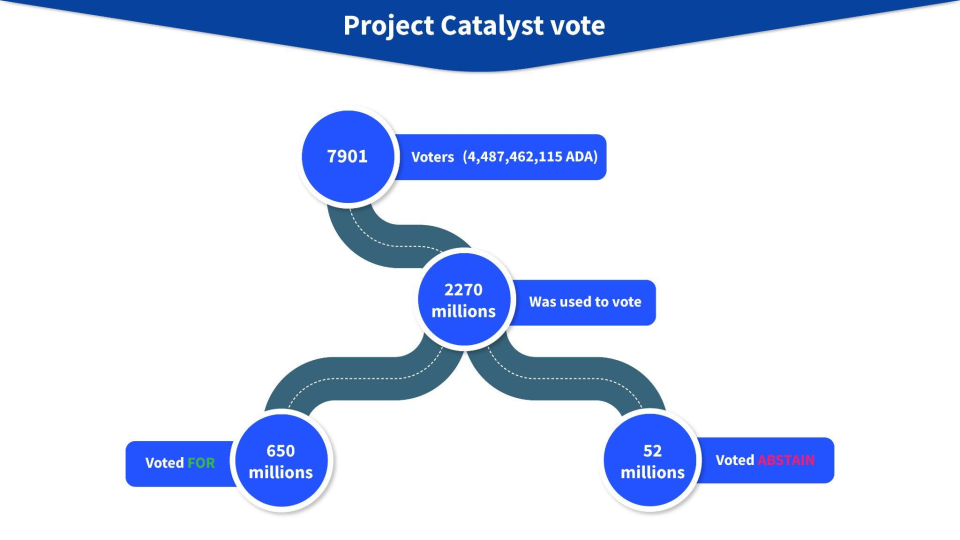 Project Catalyst vote
7901
Voters (4,487,462,115 ADA)
2270
millions
Was used to vote
Voted FOR
650
millions
52
millions
Voted ABSTAIN